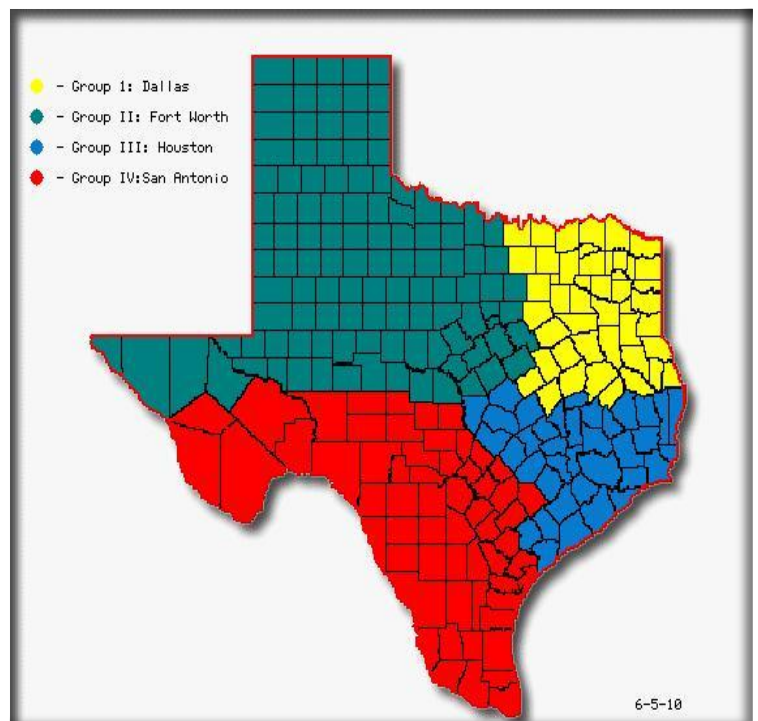 - Group 1: Dallas
- Group II: Fort Worth
- Group III: Houston
- Group IV:San Antonio
6-5-10